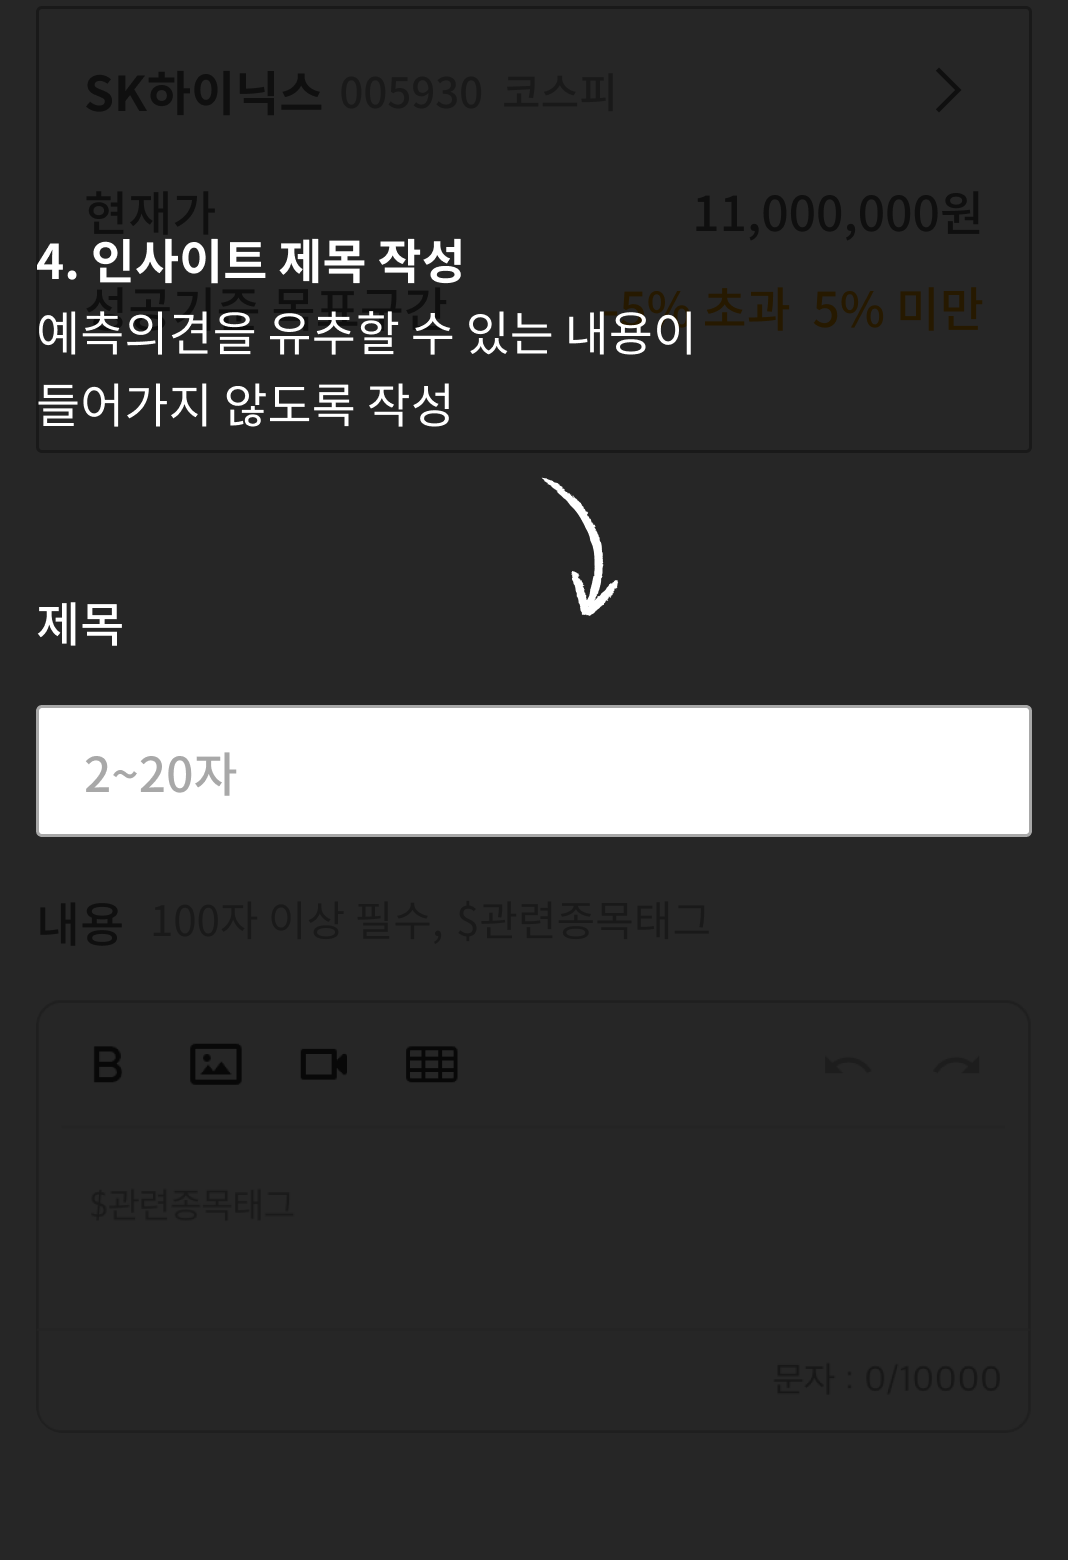 SK하이닉스 005930 코스피
현재가 11,000,000원
4. 인사이트 제목 작성
성공기준 목표구간 -5% 초과 5% 미만
예측의견을 유추할 수 있는 내용이
들어가지 않도록 작성
제목
2~20자
내용 100자 이상 필수, $관련종목태그
B
$관련종목태그
문자 : 0/10000